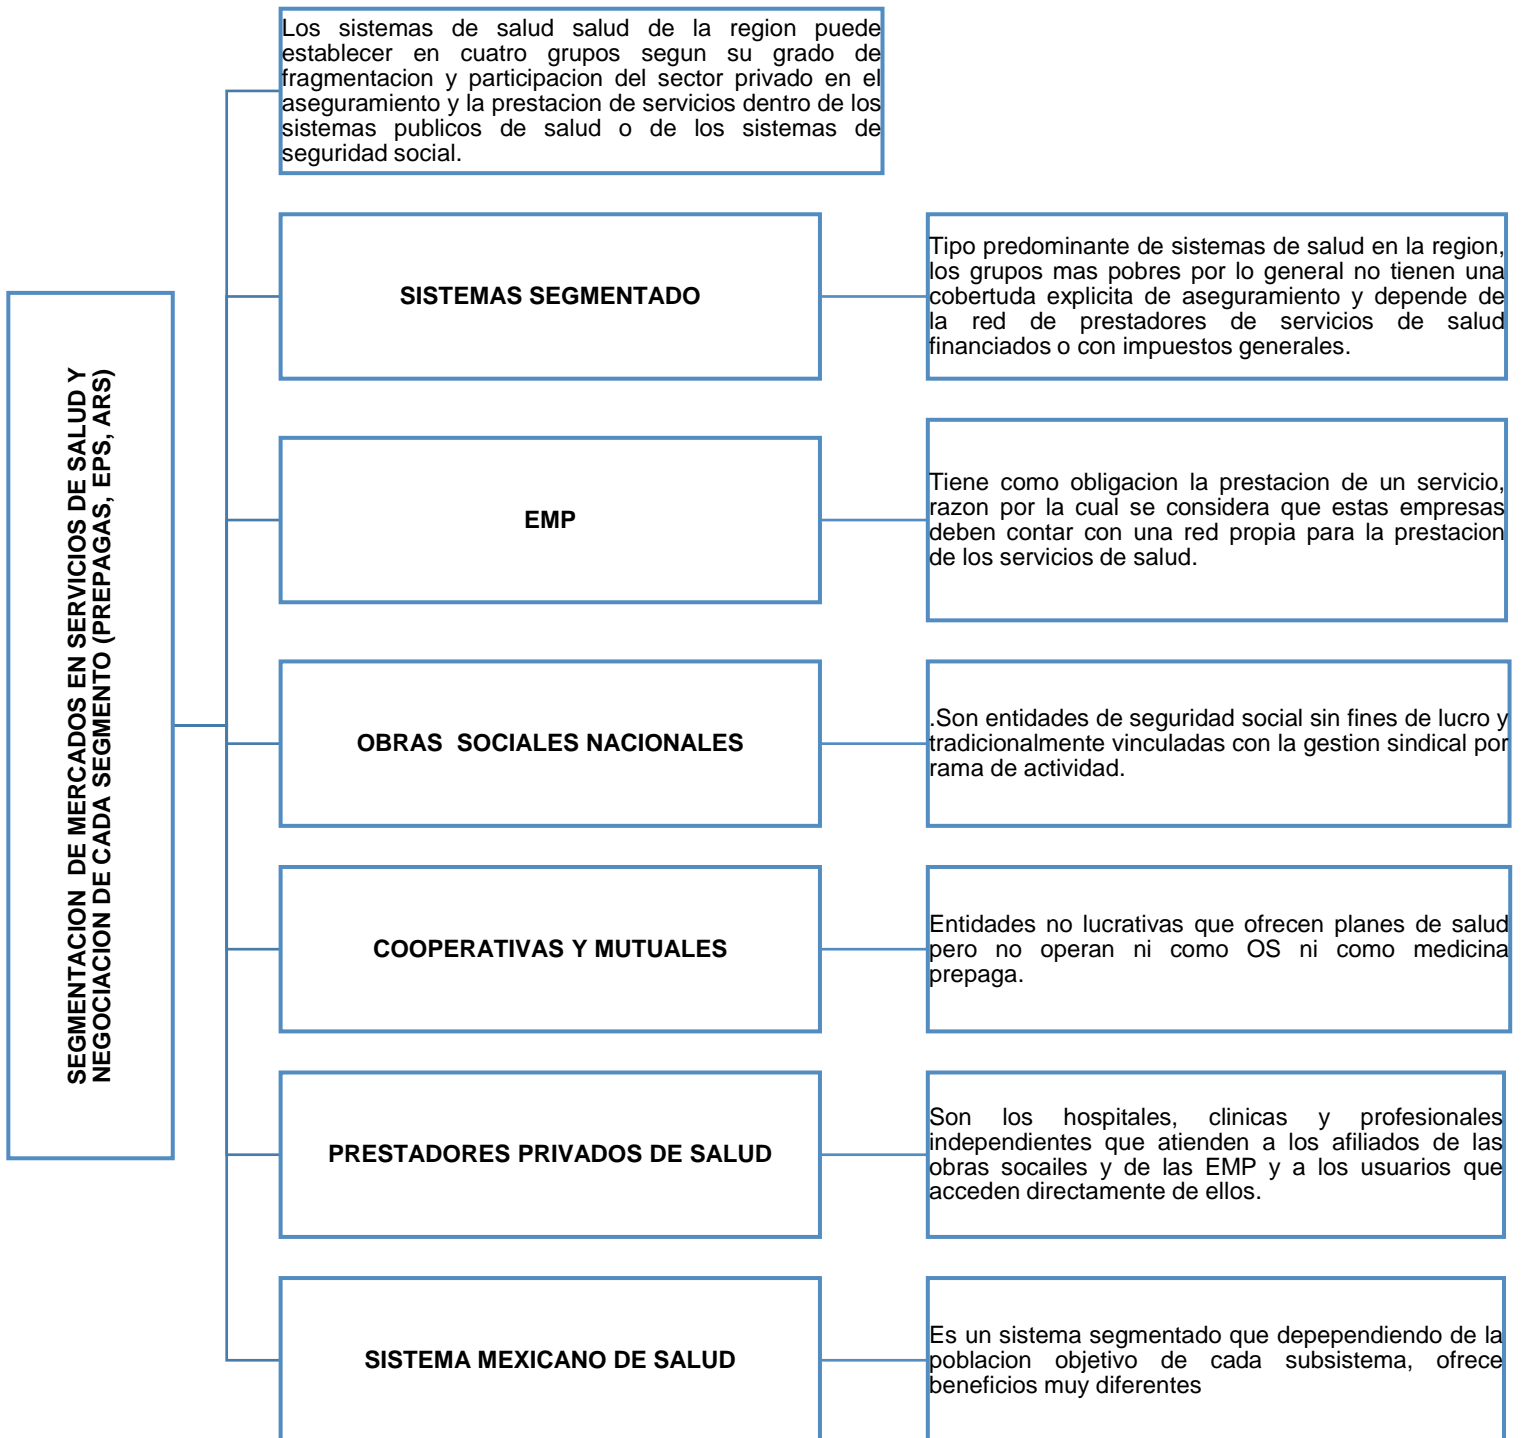 SEGMENTACION DE MERCADOS EN SERVICIOS DE SALUD Y
NEGOCIACION DE CADA SEGMENTO (PREPAGAS, EPS, ARS)
Los sistemas de salud salud de la region puede
establecer en cuatro grupos segun su grado de
fragmentacion y participacion del sector privado en el
aseguramiento y la prestacion de servicios dentro de los
sistemas publicos de salud o de los sistemas de
seguridad social.
SISTEMAS SEGMENTADO
Tipo predominante de sistemas de salud en la region,
los grupos mas pobres por lo general no tienen una
cobertuda explicita de aseguramiento y depende de
la red de prestadores de servicios de salud
financiados o con impuestos generales.
EMP
Tiene como obligacion la prestacion de un servicio,
razon por la cual se considera que estas empresas
deben contar con una red propia para la prestacion
de los servicios de salud.
OBRAS SOCIALES NACIONALES
.Son entidades de seguridad social sin fines de lucro y
tradicionalmente vinculadas con la gestion sindical por
rama de actividad.
COOPERATIVAS Y MUTUALES
Entidades no lucrativas que ofrecen planes de salud
pero no operan ni como OS ni como medicina
prepaga.
PRESTADORES PRIVADOS DE SALUD
Son los hospitales, clinicas y profesionales
independientes que atienden a los afiliados de las
obras socailes y de las EMP y a los usuarios que
acceden directamente de ellos.
SISTEMA MEXICANO DE SALUD
Es un sistema segmentado que depependiendo de la
poblacion objetivo de cada subsistema, ofrece
beneficios muy diferentes